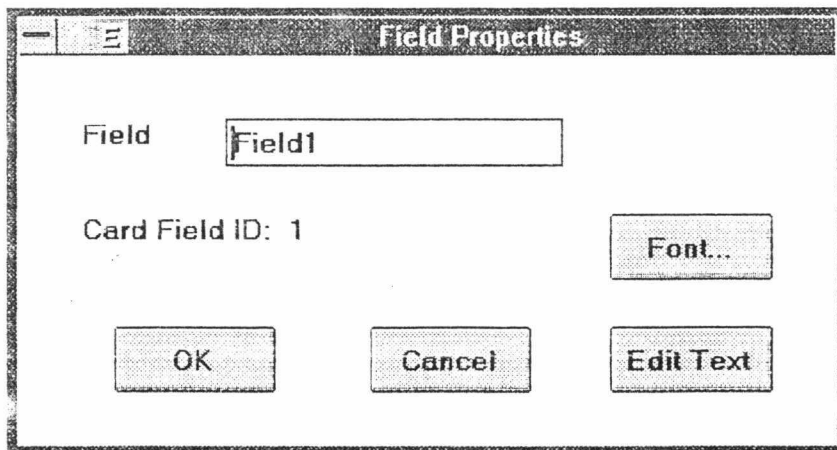 Field Properties
Field Field1
Card Field ID: 1
Font...
OK Cancel Edit Text